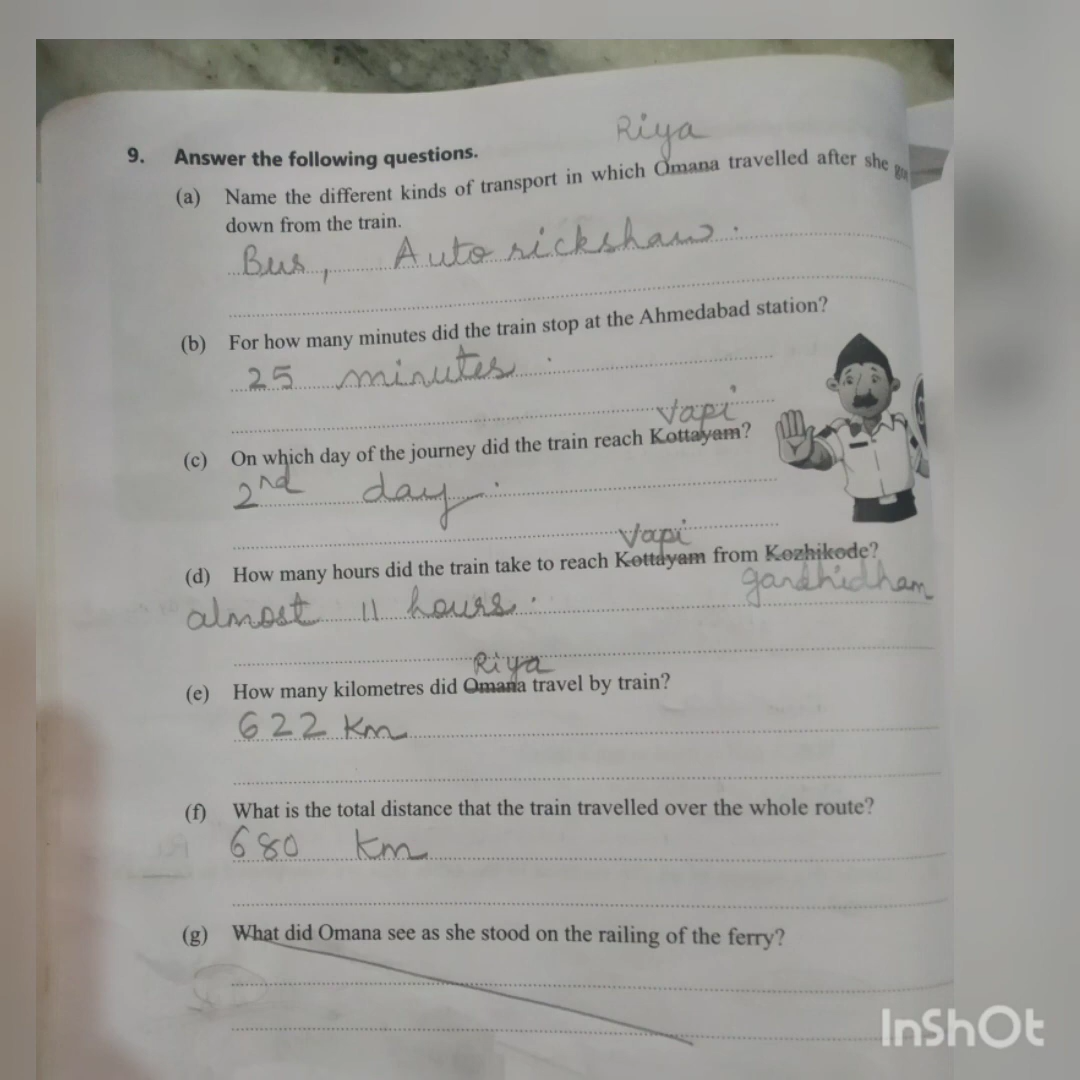 Riya
9. Answer the following questions.
(a) Name the different kinds of transport in which Omana travelled after she
down from the train.
Bus, Auto rickshaw.
(b) For how many minutes did the train stop at the Ahmedabad station?
25 minutes.
Vapi
(c) On which day of the journey did the train reach Kottayam?
2nd day.
Vapi
(d) How many hours did the train take to reach Kottayam from Kozhikode?
gandhidham
almost 11 hours.
Riya
(e) How many kilometres did Omana travel by train?
622 Km
(f) What is the total distance that the train travelled over the whole route?
680 Km
(g) What did Omana see as she stood on the railing of the ferry?
InShOt